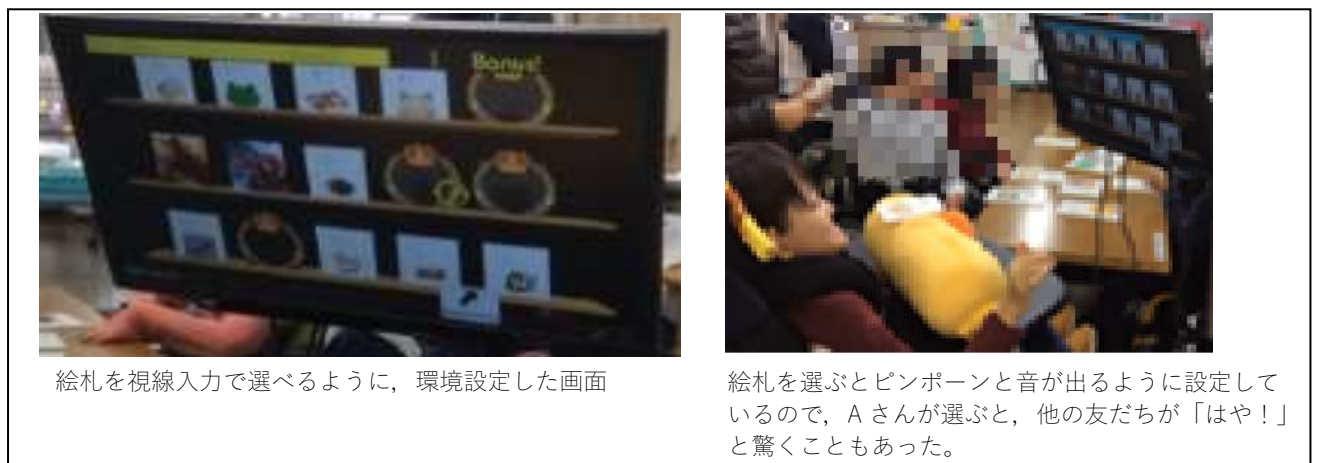 Bonus!
絵札を視線入力で選べるように，環境設定した画面
絵札を選ぶとピンポーンと音が出るように設定して
いるので，A さんが選ぶと，他の友だちが「はや！」
と驚くこともあった。